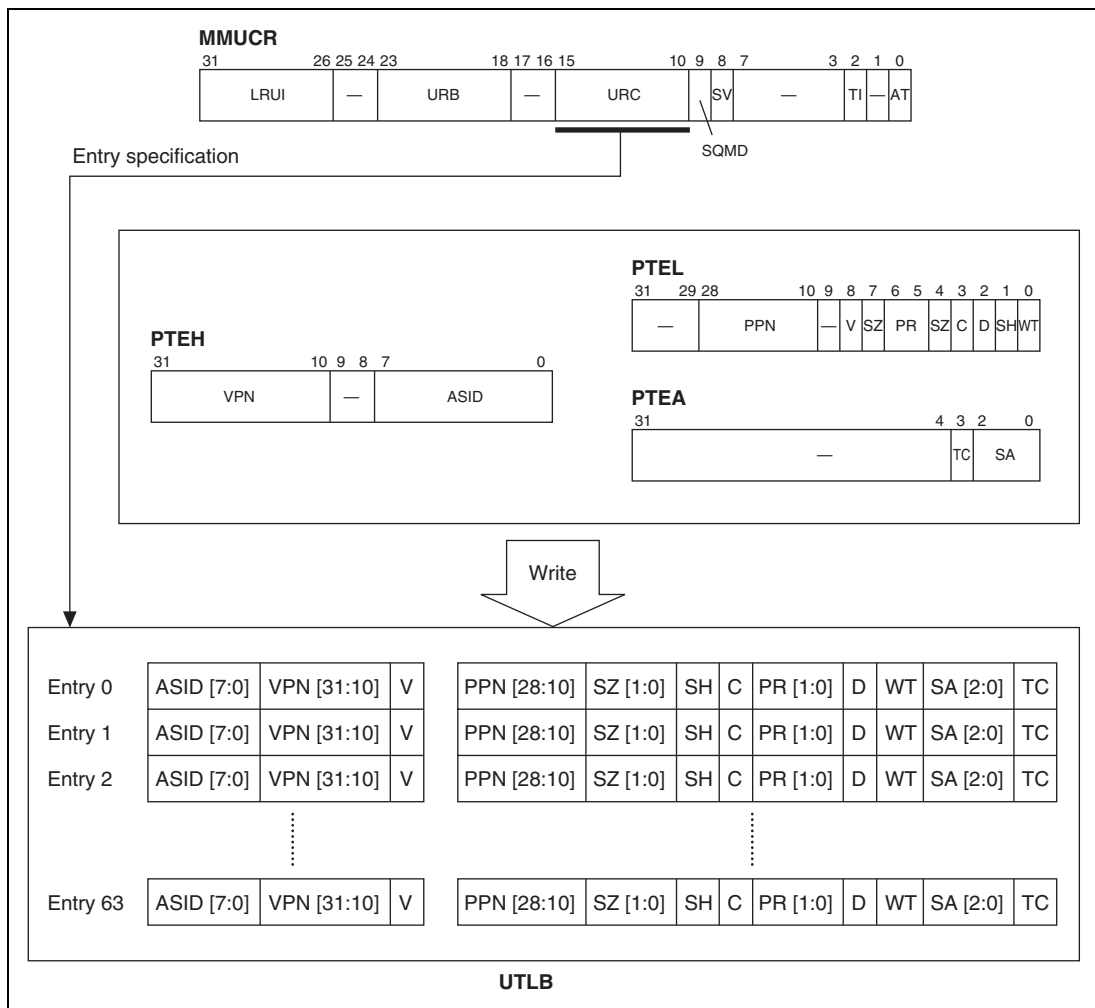 MMUCR
31 26 25 24 23 18 17 16 15 10 9 8 7 3 2 1 0
LRUI — URB — URC SV — TI — AT
SQMD
Entry specification
PTEL
31 29 28 10 9 8 7 6 5 4 3 2 1 0
— PPN — V SZ PR SZ C D SH WT
PTEH
31 10 9 8 7 0
VPN — ASID
PTEA
31 4 3 2 0
— TC SA
Write
Entry 0 ASID [7:0] VPN [31:10] V PPN [28:10] SZ [1:0] SH C PR [1:0] D WT SA [2:0] TC
Entry 1 ASID [7:0] VPN [31:10] V PPN [28:10] SZ [1:0] SH C PR [1:0] D WT SA [2:0] TC
Entry 2 ASID [7:0] VPN [31:10] V PPN [28:10] SZ [1:0] SH C PR [1:0] D WT SA [2:0] TC
Entry 63 ASID [7:0] VPN [31:10] V PPN [28:10] SZ [1:0] SH C PR [1:0] D WT SA [2:0] TC
UTLB